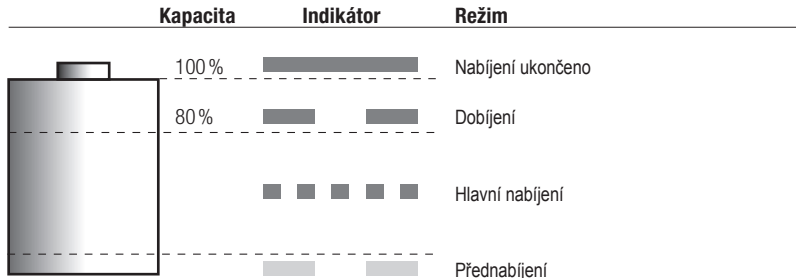 Kapacita Indikátor Režim
100 % Nabíjení ukončeno
80 % Dobíjení
Hlavní nabíjení
Přednabíjení